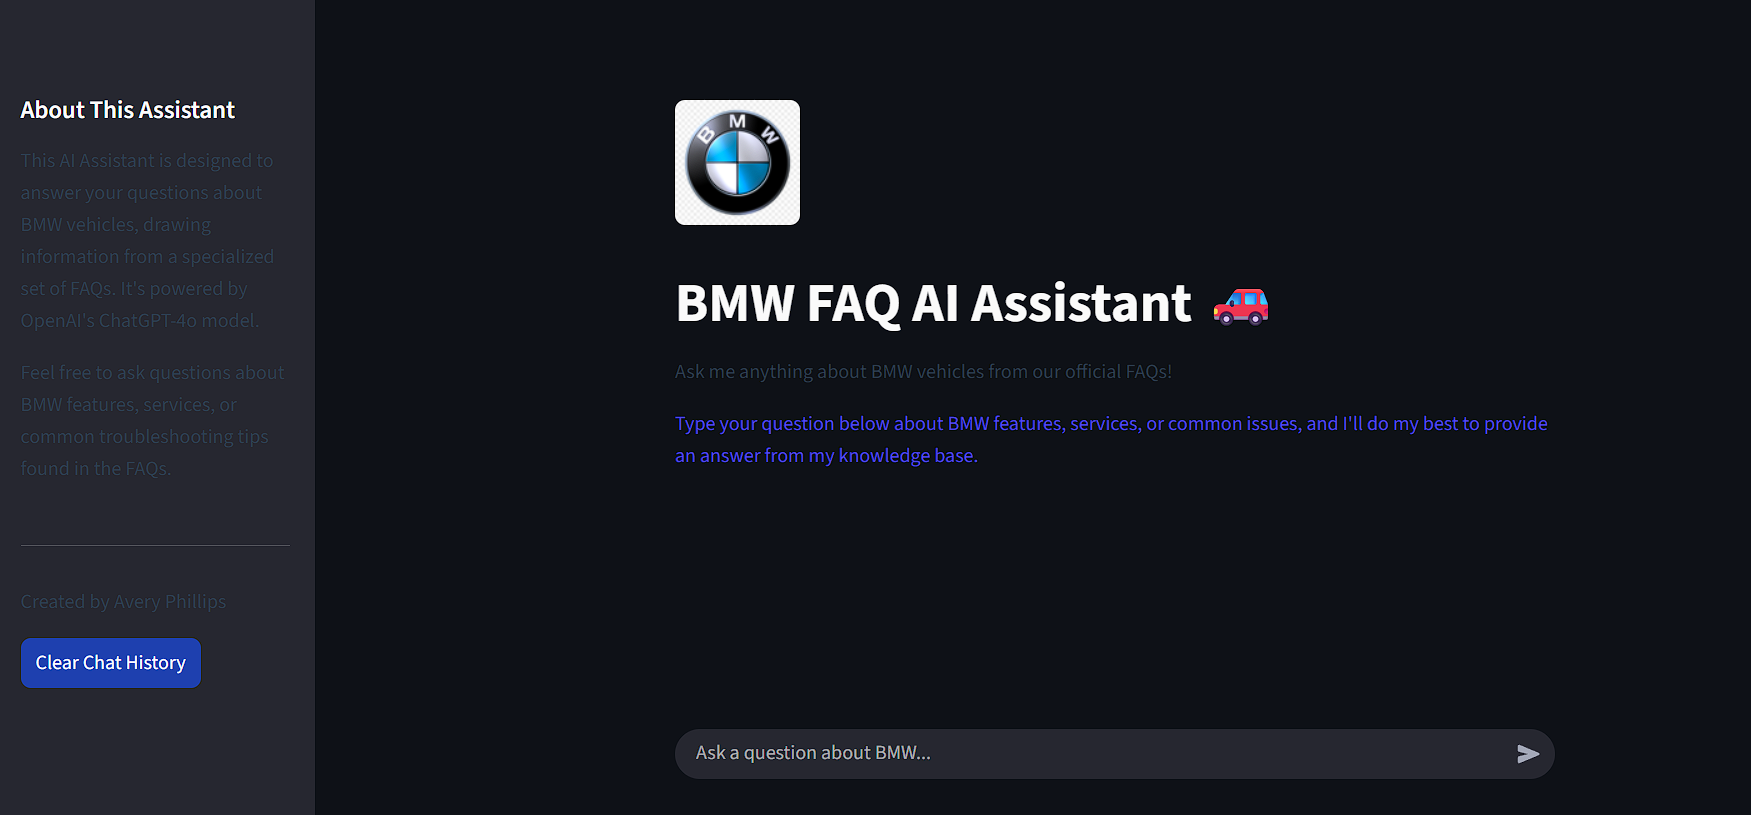 About This Assistant
This AI Assistant is designed to
answer your questions about
BMW vehicles, drawing
information from a specialized
set of FAQs. It's powered by
OpenAI's ChatGPT-4o model.
Feel free to ask questions about
BMW features, services, or
common troubleshooting tips
found in the FAQs.
Created by Avery Phillips
Clear Chat History
BMW
BMW FAQ AI Assistant
Ask me anything about BMW vehicles from our official FAQs!
Type your question below about BMW features, services, or common issues, and I'll do my best to provide
an answer from my knowledge base.
Ask a question about BMW...